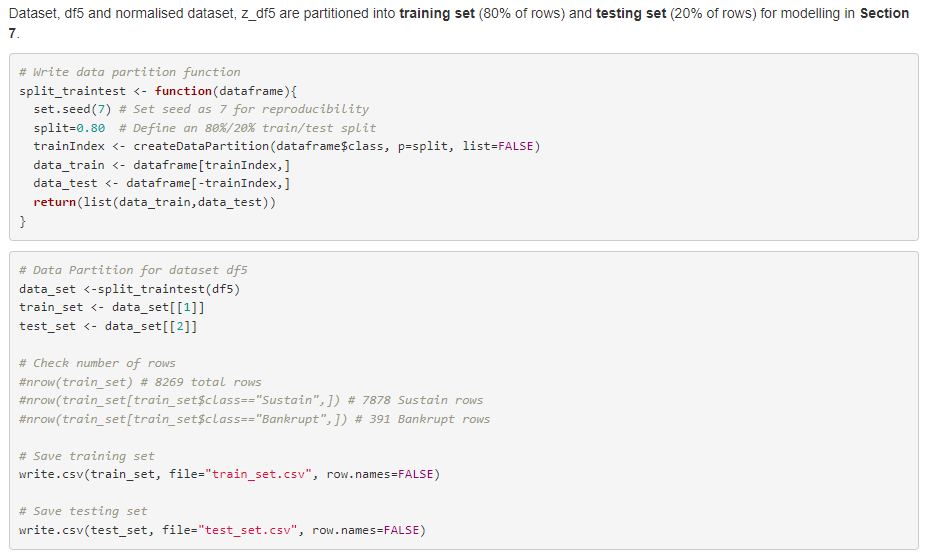 Dataset, df5 and normalised dataset, z_df5 are partitioned into training set (80% of rows) and testing set (20% of rows) for modelling in Section
7.
# Write data partition function
split_traintest <- function(dataframe){
  set.seed(7) # Set seed as 7 for reproducibility
  split=0.80  # Define an 80%/20% train/test split
  trainIndex <- createDataPartition(dataframe$class, p=split, list=FALSE)
  data_train <- dataframe[trainIndex,]
  data_test <- dataframe[-trainIndex,]
  return(list(data_train,data_test))
}
# Data Partition for dataset df5
data_set <-split_traintest(df5)
train_set <- data_set[[1]]
test_set <- data_set[[2]]
# Check number of rows
#nrow(train_set) # 8269 total rows
#nrow(train_set[train_set$class=="Sustain",]) # 7878 Sustain rows
#nrow(train_set[train_set$class=="Bankrupt",]) # 391 Bankrupt rows
# Save training set
write.csv(train_set, file="train_set.csv", row.names=FALSE)
# Save testing set
write.csv(test_set, file="test_set.csv", row.names=FALSE)